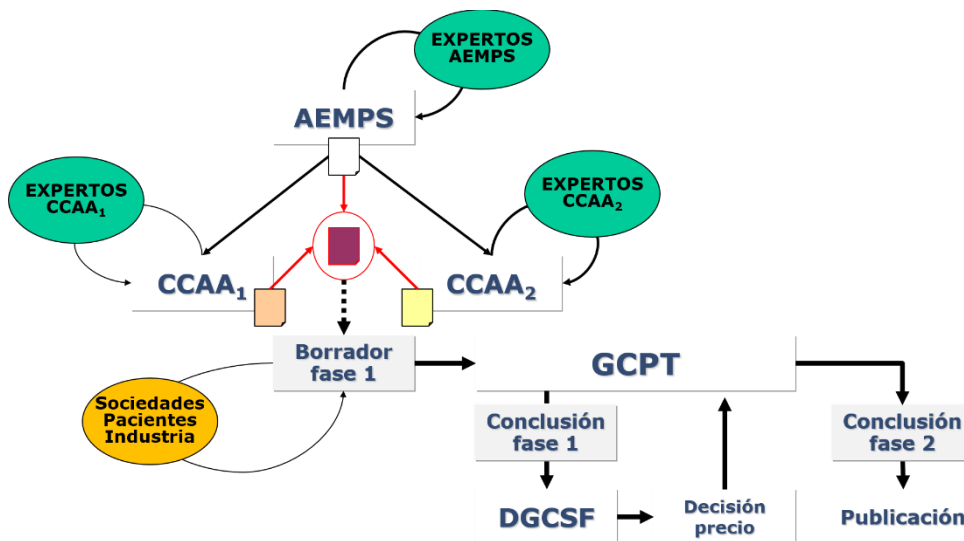 EXPERTOS
AEMPS
AEMPS
EXPERTOS
CCAA₁
EXPERTOS
CCAA₂
CCAA₁
CCAA₂
Borrador
fase 1
GCPT
Sociedades
Pacientes
Industria
Conclusión
fase 1
Conclusión
fase 2
DGCSF
Decisión
precio
Publicación